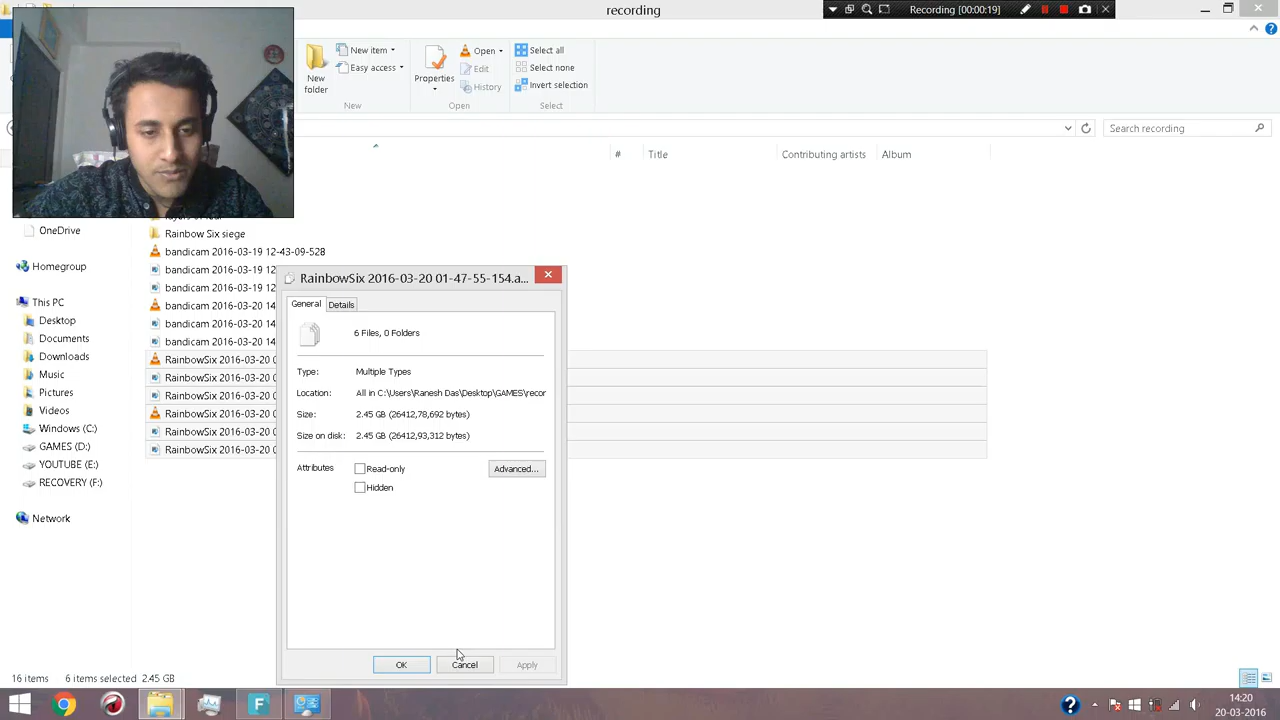 recording
Recording [00:00:19]
New item
Easy access
New
folder
New
Properties
Open
Edit
History
Open
Select all
Select none
Invert selection
Select
Search recording
#
Title
Contributing artists
Album
OneDrive
Homegroup
This PC
Desktop
Documents
Downloads
Music
Pictures
Videos
Windows (C:)
GAMES (D:)
YOUTUBE (E:)
RECOVERY (F:)
Network
Rainbow Six siege
bandicam 2016-03-19 12-43-09-528
bandicam 2016-03-19 12
bandicam 2016-03-19 12
bandicam 2016-03-20 14
bandicam 2016-03-20 14
bandicam 2016-03-20 14
RainbowSix 2016-03-20 0
RainbowSix 2016-03-20 0
RainbowSix 2016-03-20 0
RainbowSix 2016-03-20 0
RainbowSix 2016-03-20 0
RainbowSix 2016-03-20 0
RainbowSix 2016-03-20 01-47-55-154.a...
General
Details
6 Files, 0 Folders
Type: Multiple Types
Location: All in C:\Users\Ranesh Das\Desktop\GAMES\recor
Size: 2.45 GB (26412,78,692 bytes)
Size on disk: 2.45 GB (26412,93,312 bytes)
Attributes
Read-only
Advanced...
Hidden
OK
Cancel
Apply
16 items
6 items selected 2.45 GB
F
14:20
20-03-2016